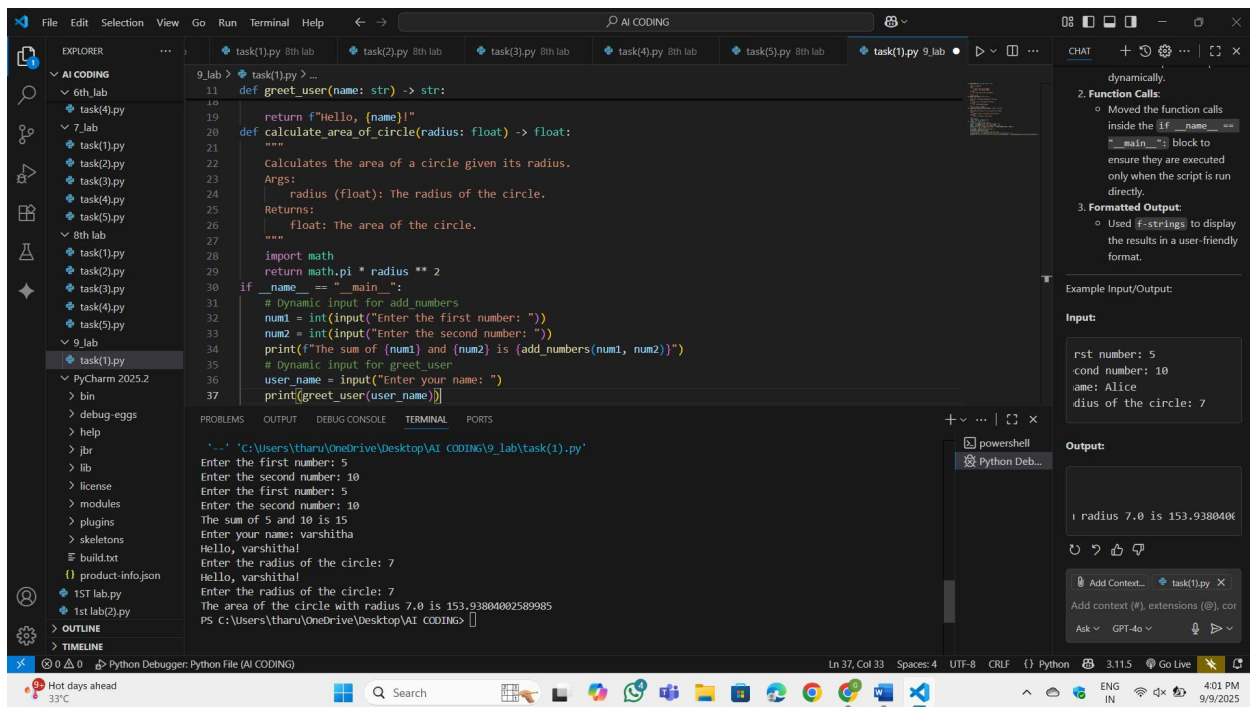 File Edit Selection View Go Run Terminal Help
AI CODING
EXPLORER
task(1).py 8th lab
task(2).py 8th lab
task(3).py 8th lab
task(4).py 8th lab
task(5).py 8th lab
task(1).py 9_lab
AI CODING
6th_lab
task(4).py
7_lab
task(1).py
task(2).py
task(3).py
task(4).py
task(5).py
8th lab
task(1).py
task(2).py
task(3).py
task(4).py
task(5).py
9_lab
task(1).py
PyCharm 2025.2
bin
debug-eggs
help
jbr
lib
license
modules
plugins
skeletons
build.txt
{} product-info.json
1ST lab.py
1st lab(2).py
OUTLINE
TIMELINE
9_lab > task(1).py > ...
11 def greet_user(name: str) -> str:
18
19 return f"Hello, {name}!"
20 def calculate_area_of_circle(radius: float) -> float:
21 """
22 Calculates the area of a circle given its radius.
23 Args:
24 radius (float): The radius of the circle.
25 Returns:
26 float: The area of the circle.
27 """
28 import math
29 return math.pi * radius ** 2
30 if __name__ == "__main__":
31 # Dynamic input for add_numbers
32 num1 = int(input("Enter the first number: "))
33 num2 = int(input("Enter the second number: "))
34 print(f"The sum of {num1} and {num2} is {add_numbers(num1, num2)}")
35 # Dynamic input for greet_user
36 user_name = input("Enter your name: ")
37 print(greet_user(user_name))
PROBLEMS OUTPUT DEBUG CONSOLE TERMINAL PORTS
'--' 'C:\Users\tharu\OneDrive\Desktop\AI CODING\9_lab\task(1).py'
Enter the first number: 5
Enter the second number: 10
Enter the first number: 5
Enter the second number: 10
The sum of 5 and 10 is 15
Enter your name: varshitha
Hello, varshitha!
Enter the radius of the circle: 7
Hello, varshitha!
Enter the radius of the circle: 7
The area of the circle with radius 7.0 is 153.93804002589985
PS C:\Users\tharu\OneDrive\Desktop\AI CODING>
powershell
Python Deb...
CHAT
dynamically.
2. Function Calls:
Moved the function calls
inside the if __name__ ==
"__main__": block to
ensure they are executed
only when the script is run
directly.
3. Formatted Output:
Used f-strings to display
the results in a user-friendly
format.
Example Input/Output:
Input:
rst number: 5
cond number: 10
ame: Alice
dius of the circle: 7
Output:
radius 7.0 is 153.938040
Add Context... task(1).py
Add context (#), extensions (@), cor
Ask GPT-4o
0 0 Python Debugger: Python File (AI CODING)
Ln 37, Col 33 Spaces: 4 UTF-8 CRLF {} Python 3.11.5 Go Live
9+
Hot days ahead
33°C
Search
4
ENG
IN
4:01 PM
9/9/2025